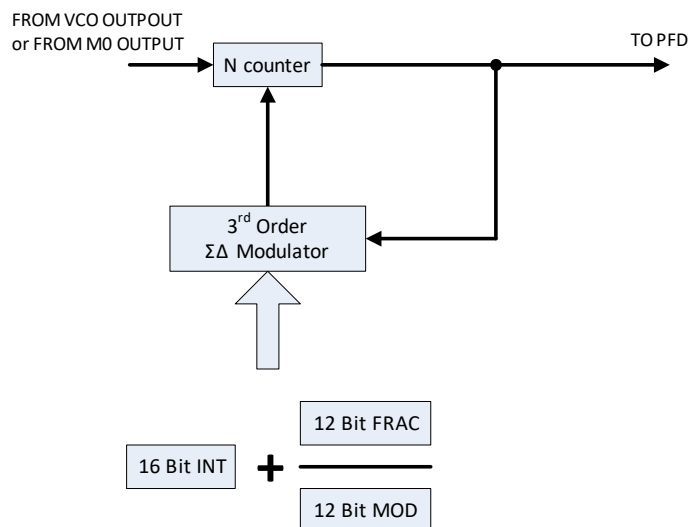 FROM VCO OUTPOUT
or FROM M0 OUTPUT
TO PFD
N counter
3rd Order
ΣΔ Modulator
12 Bit FRAC
16 Bit INT +
12 Bit MOD